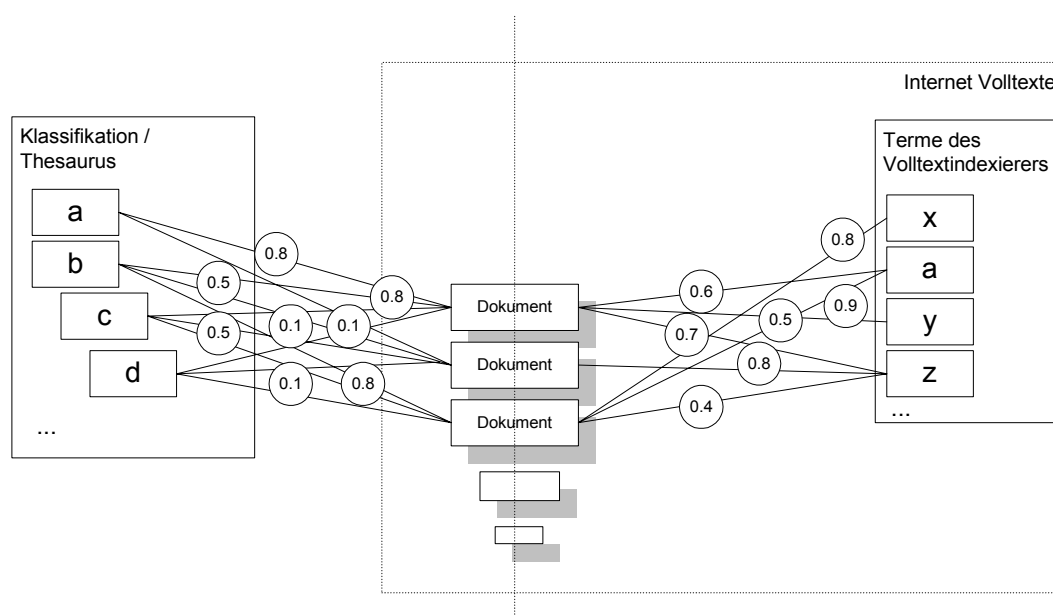 Internet Volltexte
Klassifikation /
Thesaurus
a
b
c
d
...
0.8
0.5
0.8
0.5
0.1
0.1
0.1
0.8
Dokument
Dokument
Dokument
0.8
0.6
0.9
0.5
0.7
0.8
0.4
Terme des
Volltextindexierers
x
a
y
z
...